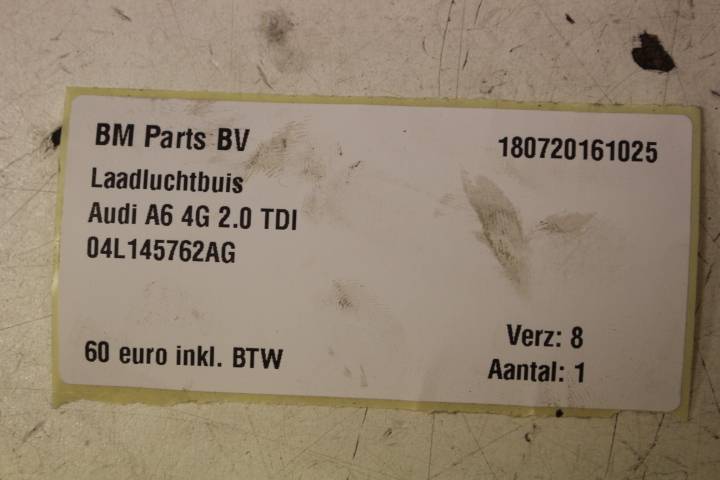 BM Parts BV
180720161025
Laadluchtbuis
Audi A6 4G 2.0 TDI
04L145762AG
Verz: 8
60 euro inkl. BTW
Aantal: 1